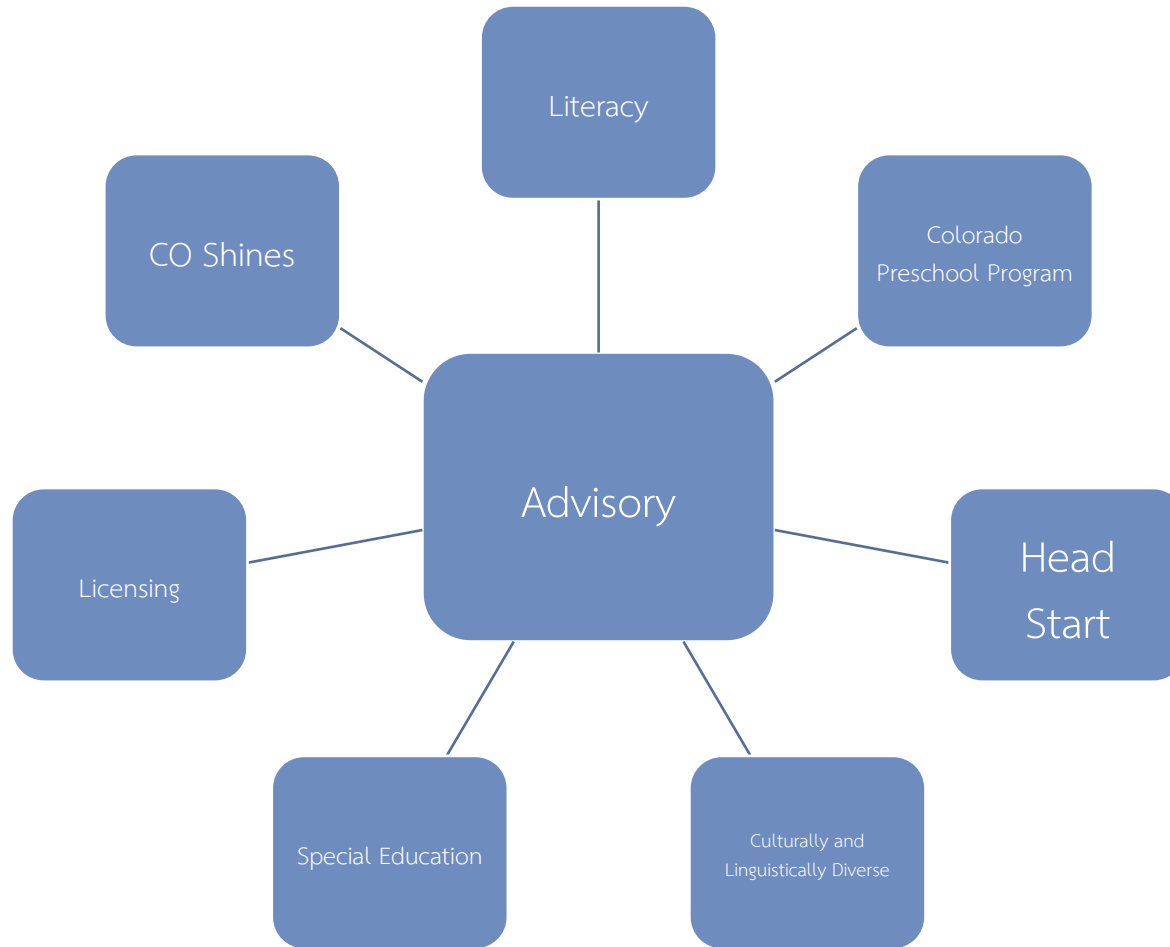 Literacy
CO Shines
Colorado
Preschool Program
Advisory
Head
Start
Licensing
Special Education
Culturally and
Linguistically Diverse